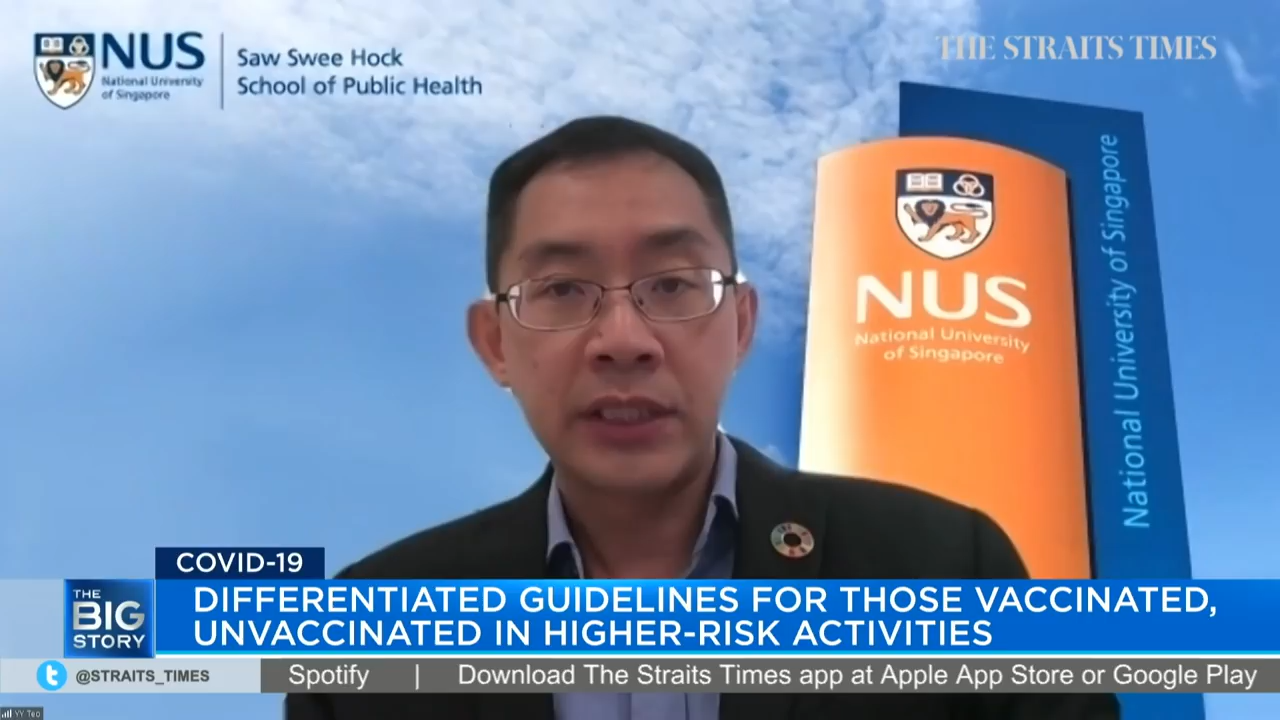 NUS
National University
of Singapore
Saw Swee Hock
School of Public Health
THE STRAITS TIMES
NUS
National University
of Singapore
National University of Singapore
COVID-19
THE
BIG
STORY
DIFFERENTIATED GUIDELINES FOR THOSE VACCINATED,
UNVACCINATED IN HIGHER-RISK ACTIVITIES
@STRAITS_TIMES
Spotify | Download The Straits Times app at Apple App Store or Google Play
YY Teo